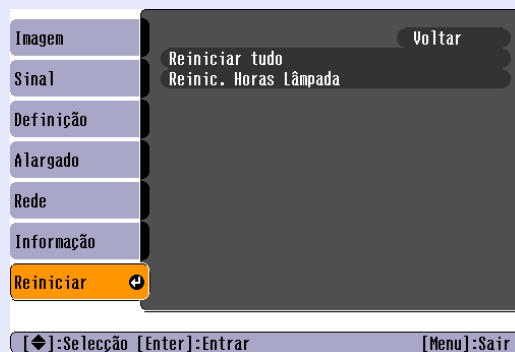 Imagem
Sinal
Definição
Alargado
Rede
Informação
Reiniciar
Voltar
Reiniciar tudo
Reinic. Horas Lâmpada
[◆]:Selecção [Enter]:Entrar [Menu]:Sair